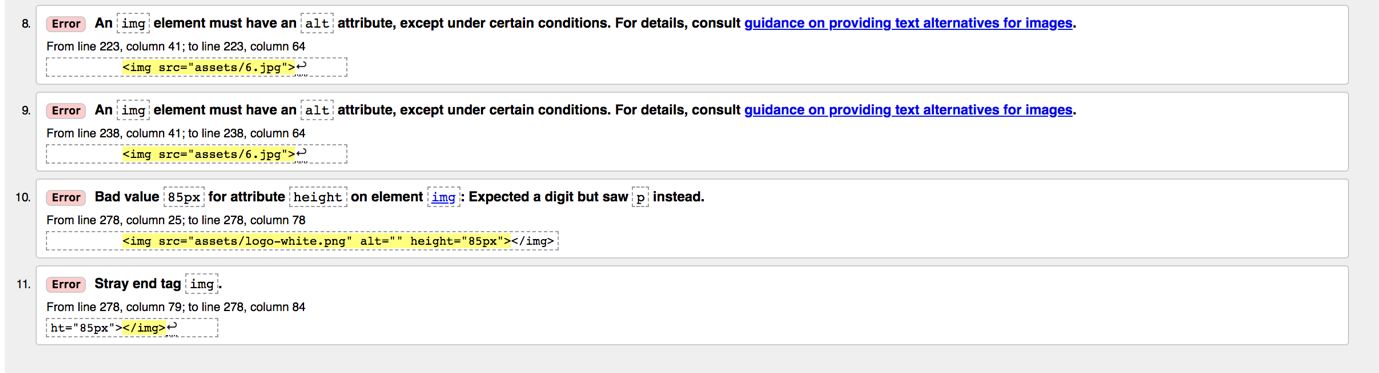 8. Error An img element must have an alt attribute, except under certain conditions. For details, consult guidance on providing text alternatives for images.
From line 223, column 41; to line 223, column 64
<img src="assets/6.jpg">↩
9. Error An img element must have an alt attribute, except under certain conditions. For details, consult guidance on providing text alternatives for images.
From line 238, column 41; to line 238, column 64
<img src="assets/6.jpg">↩
10. Error Bad value 85px for attribute height on element img: Expected a digit but saw p instead.
From line 278, column 25; to line 278, column 78
<img src="assets/logo-white.png" alt="" height="85px"></img>
11. Error Stray end tag img.
From line 278, column 79; to line 278, column 84
ht="85px"></img>↩